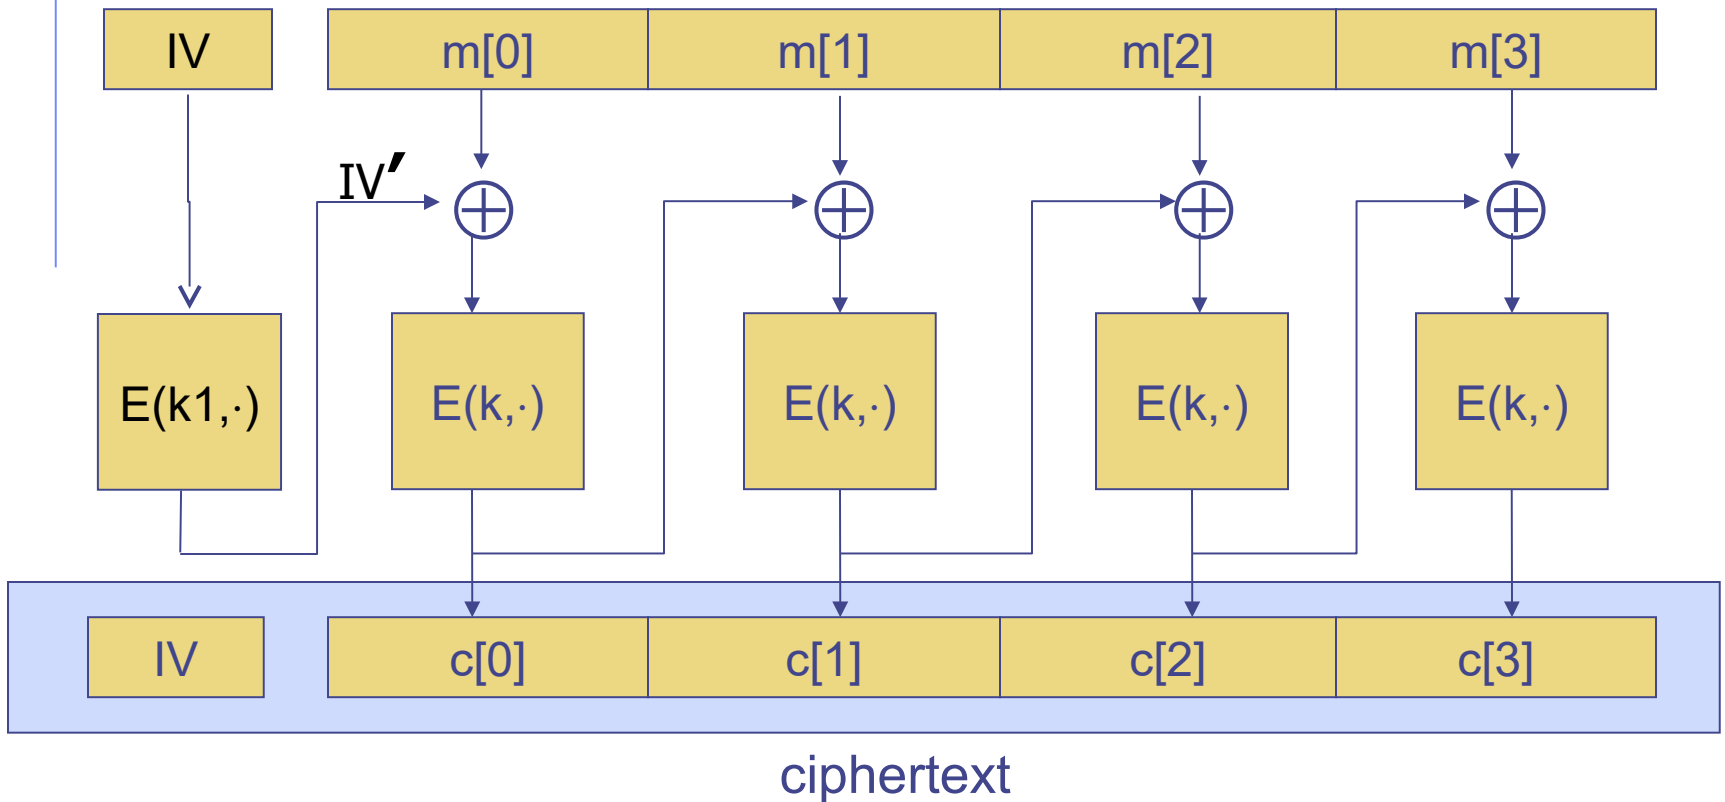 IV m[0] m[1] m[2] m[3]
IV′
E(k1,·) E(k,·) E(k,·) E(k,·) E(k,·)
IV c[0] c[1] c[2] c[3]
ciphertext